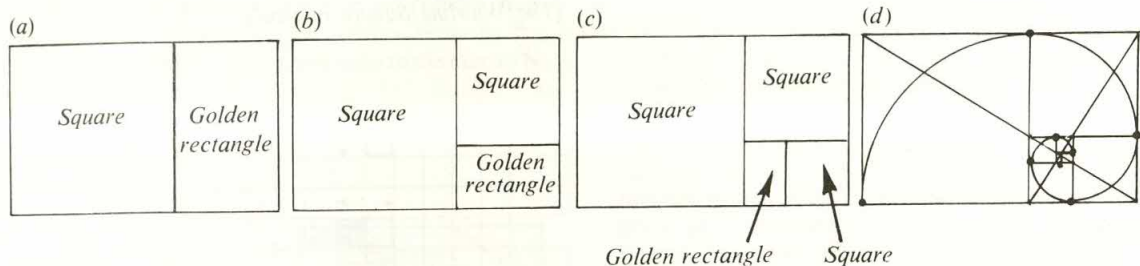 (a)
(b)
(c)
(d)
Square
Golden
rectangle
Square
Square
Golden
rectangle
Square
Square
Golden rectangle
Square